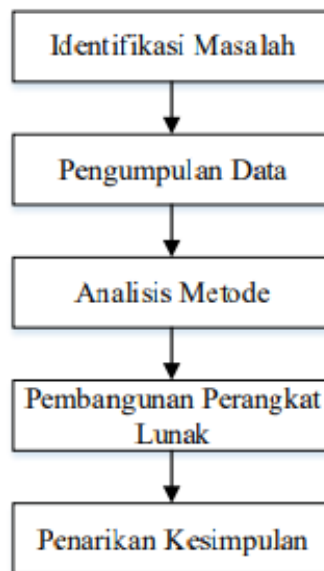 Identifikasi Masalah
Pengumpulan Data
Analisis Metode
Pembangunan Perangkat
Lunak
Penarikan Kesimpulan